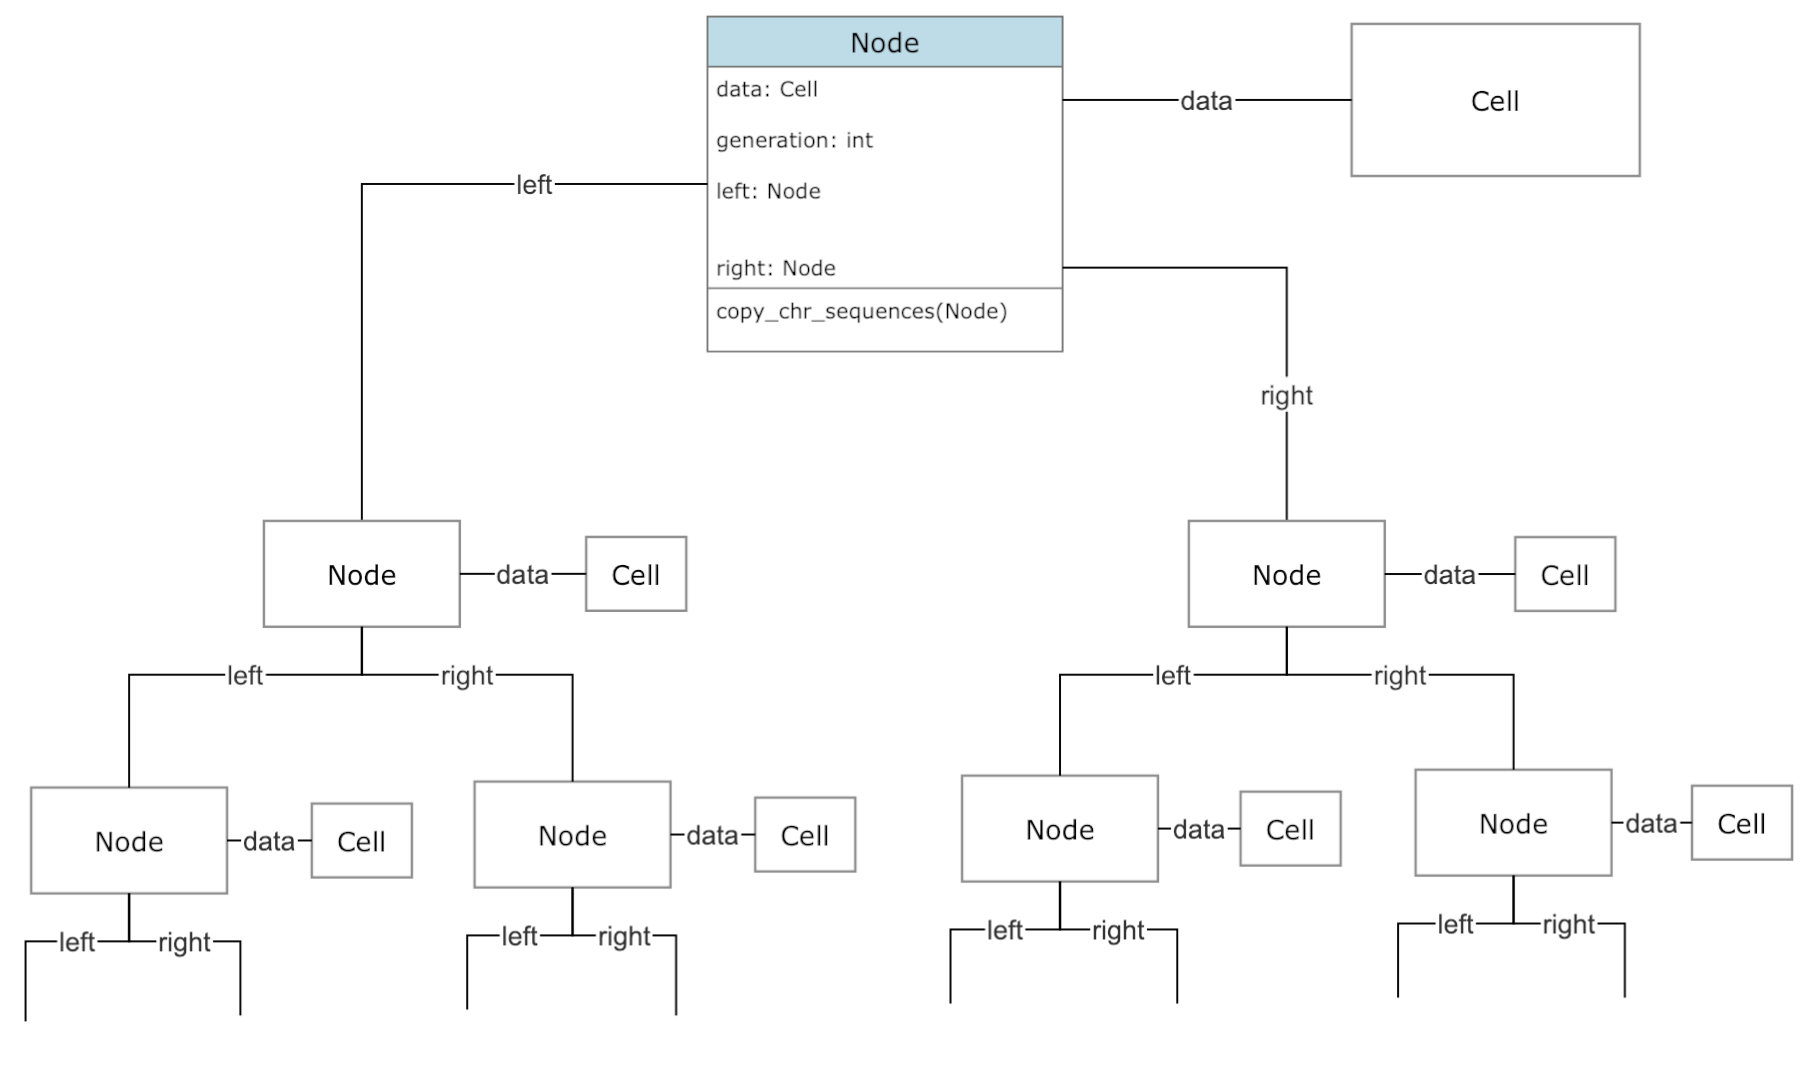 Node
data: Cell
generation: int
left: Node
right: Node
copy_chr_sequences(Node)
data
Cell
left
right
Node
data
Cell
Node
data
Cell
left
right
left
right
Node
data
Cell
Node
data
Cell
Node
data
Cell
Node
data
Cell
left
right
left
right
left
right
left
right